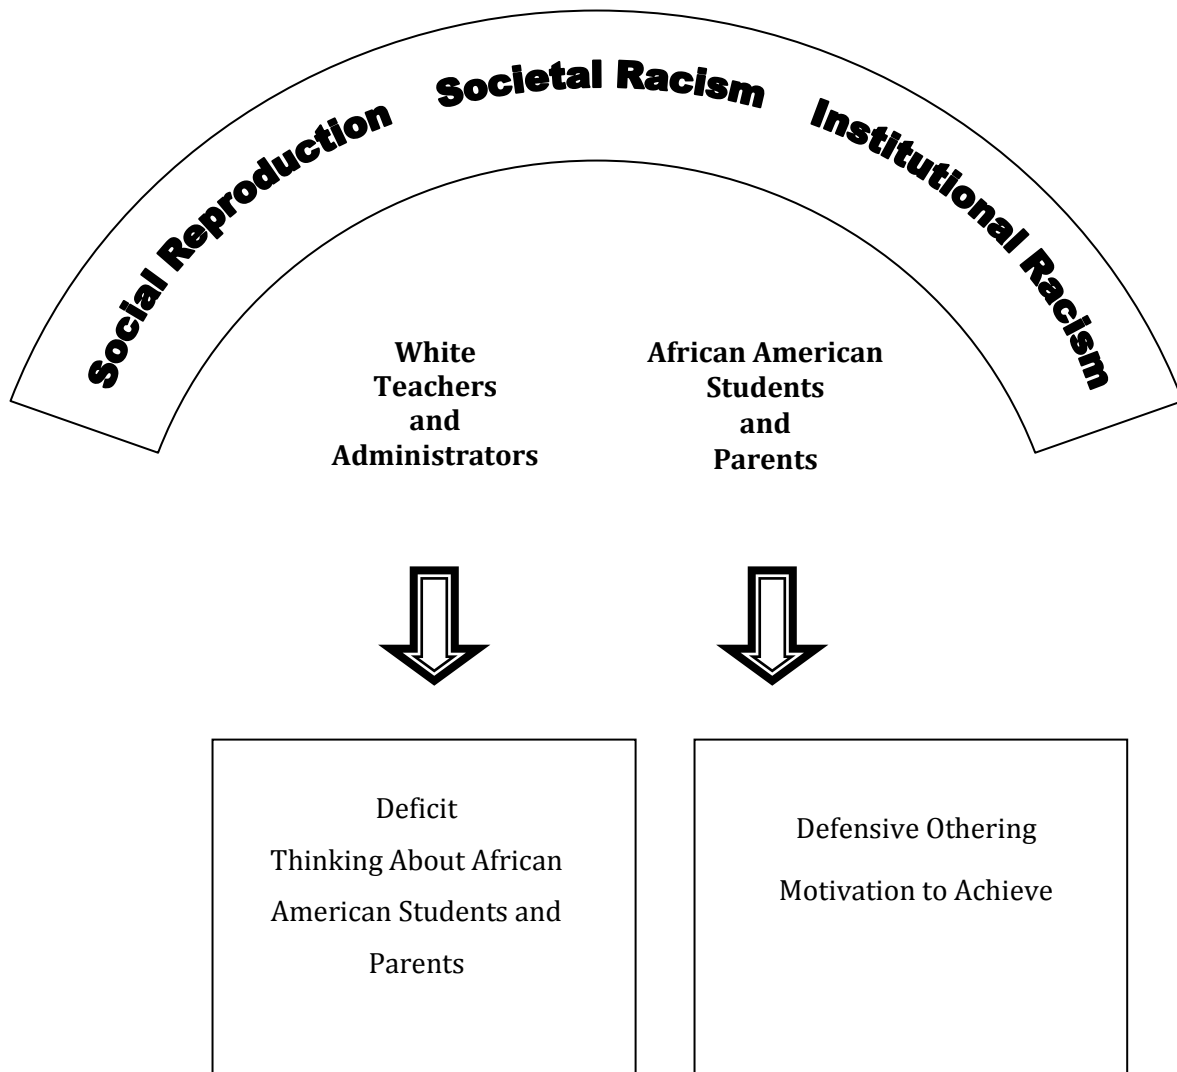 Social Reproduction Societal Racism Institutional Racism
White
Teachers
and
Administrators
African American
Students
and
Parents
Deficit
Thinking About African
American Students and
Parents
Defensive Othering
Motivation to Achieve